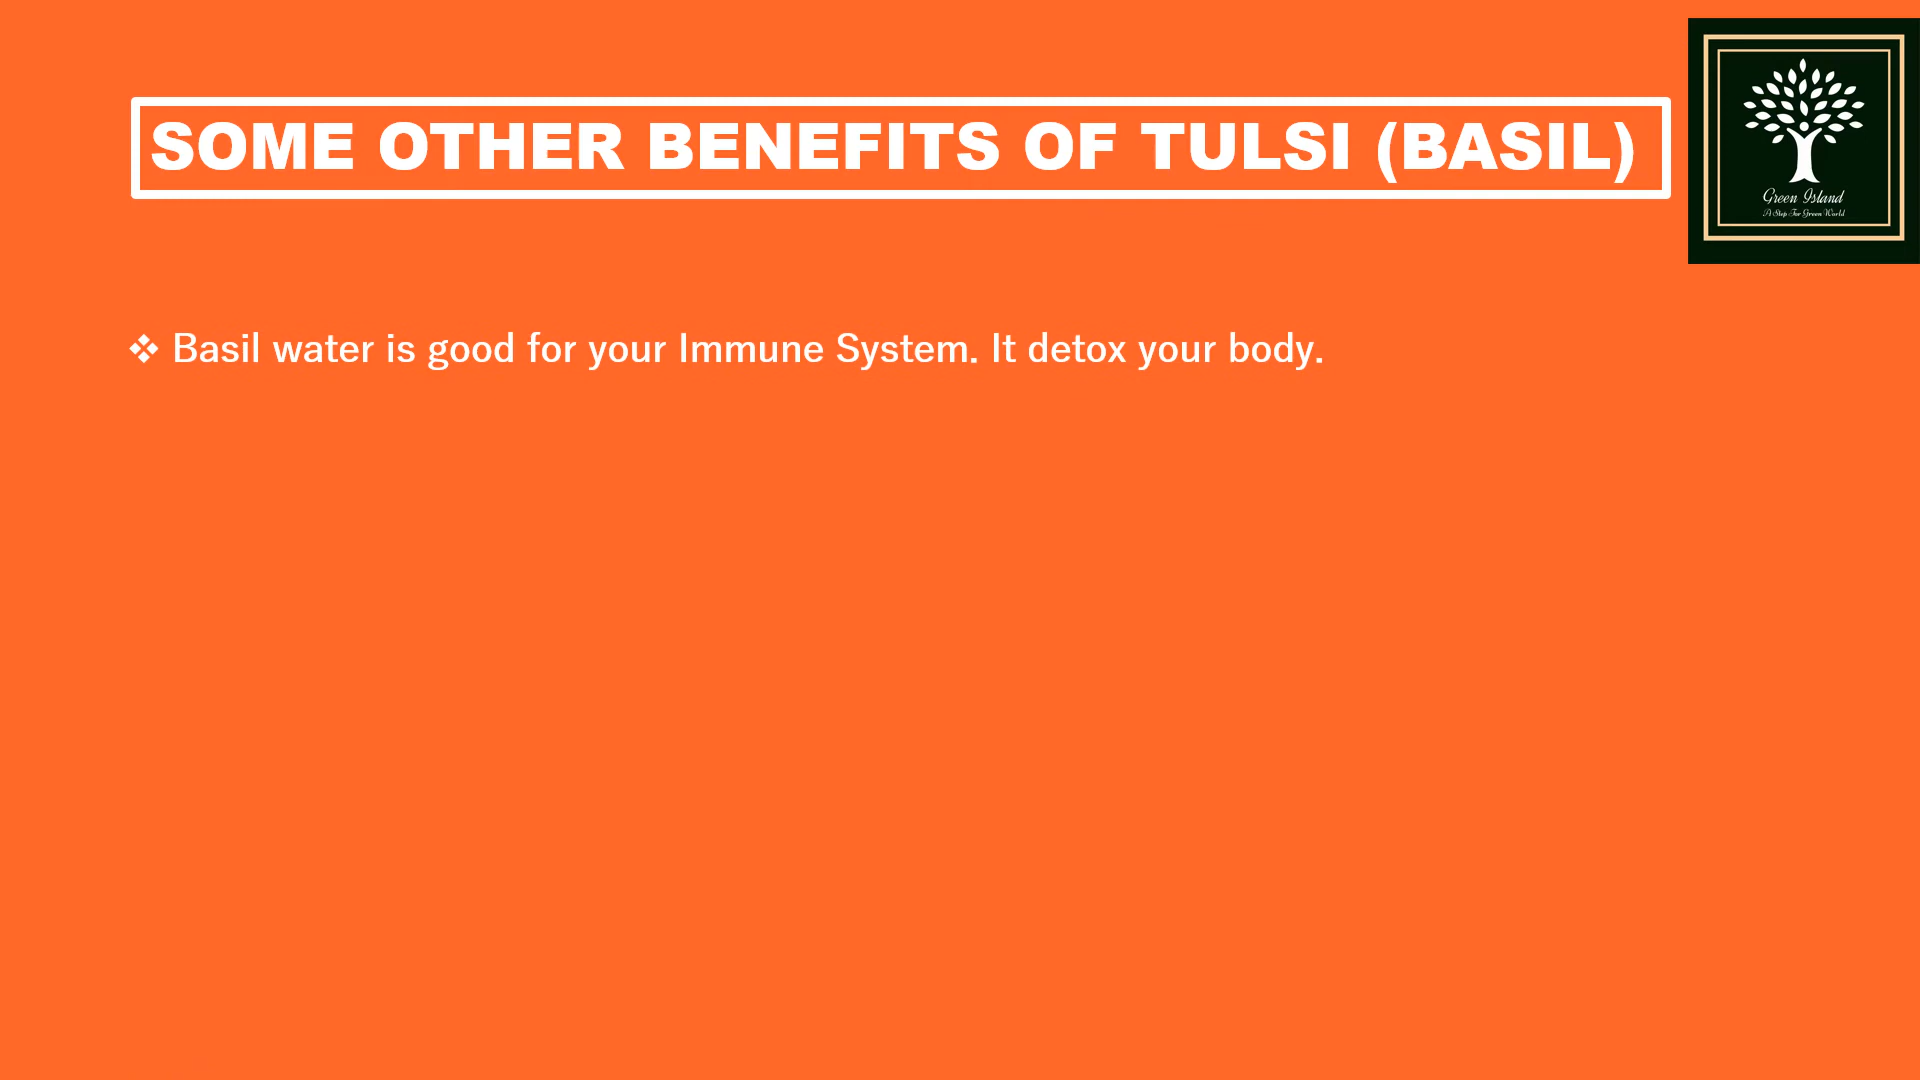 SOME OTHER BENEFITS OF TULSI (BASIL)
Green Island
A Step For Green World
❖ Basil water is good for your Immune System. It detox your body.